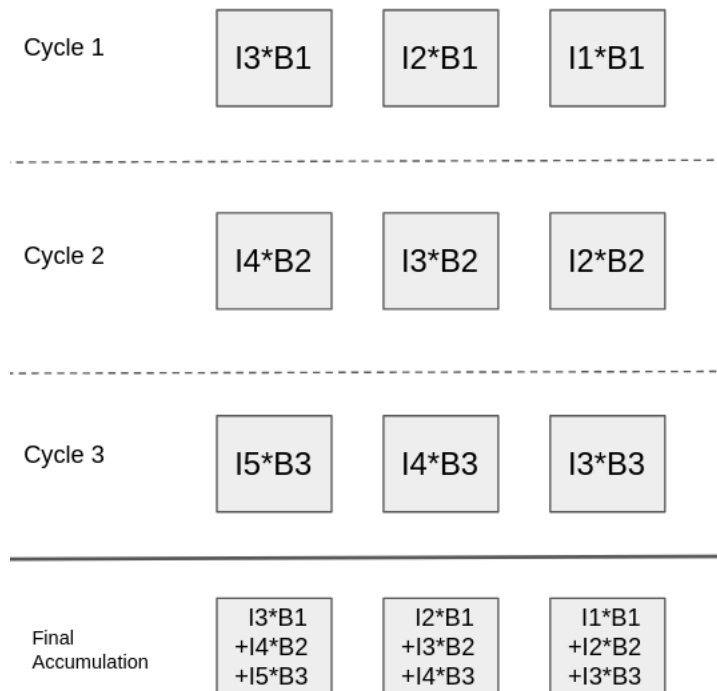 Cycle 1
I3*B1
I2*B1
I1*B1
Cycle 2
I4*B2
I3*B2
I2*B2
Cycle 3
I5*B3
I4*B3
I3*B3
Final
Accumulation
I3*B1
+I4*B2
+I5*B3
I2*B1
+I3*B2
+I4*B3
I1*B1
+I2*B2
+I3*B3